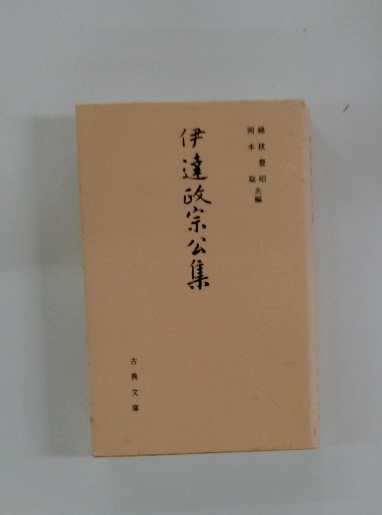 綿抜豊昭
岡本聡 共編
伊達政宗公集
古典文庫